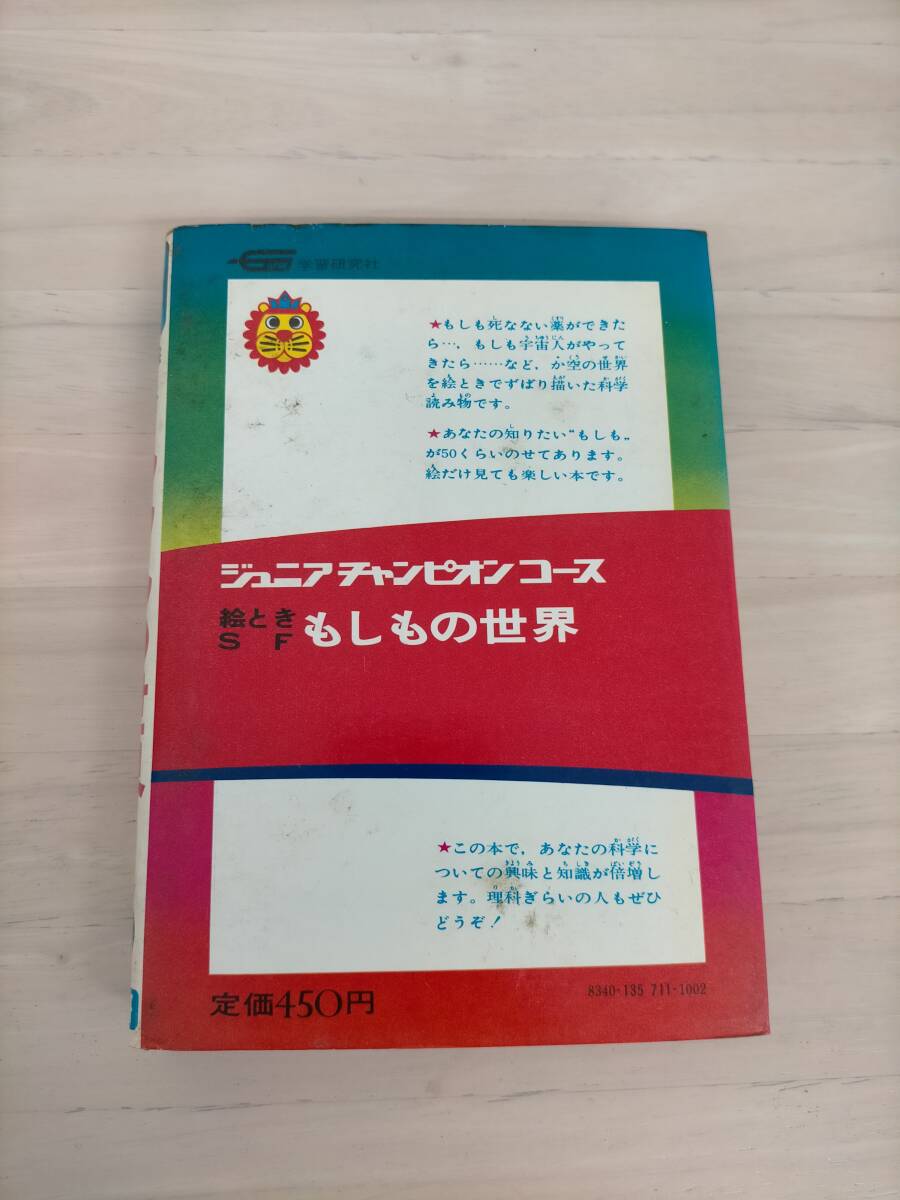 学習研究社
★もしも死なない薬ができた
ら…，もしも宇宙人がやって
きたら……など，か空の世界
を絵ときでずばり描いた科学
読み物です。
★あなたの知りたい“もしも„
が50くらいのせてあります。
絵だけ見ても楽しい本です。
ジュニアチャンピオンコース
絵とき
SF
もしもの世界
★この本で，あなたの科学に
ついての興味と知識が倍増し
ます。理科ぎらいの人もぜひ
どうぞ！
定価450円
8340-135 711-1002